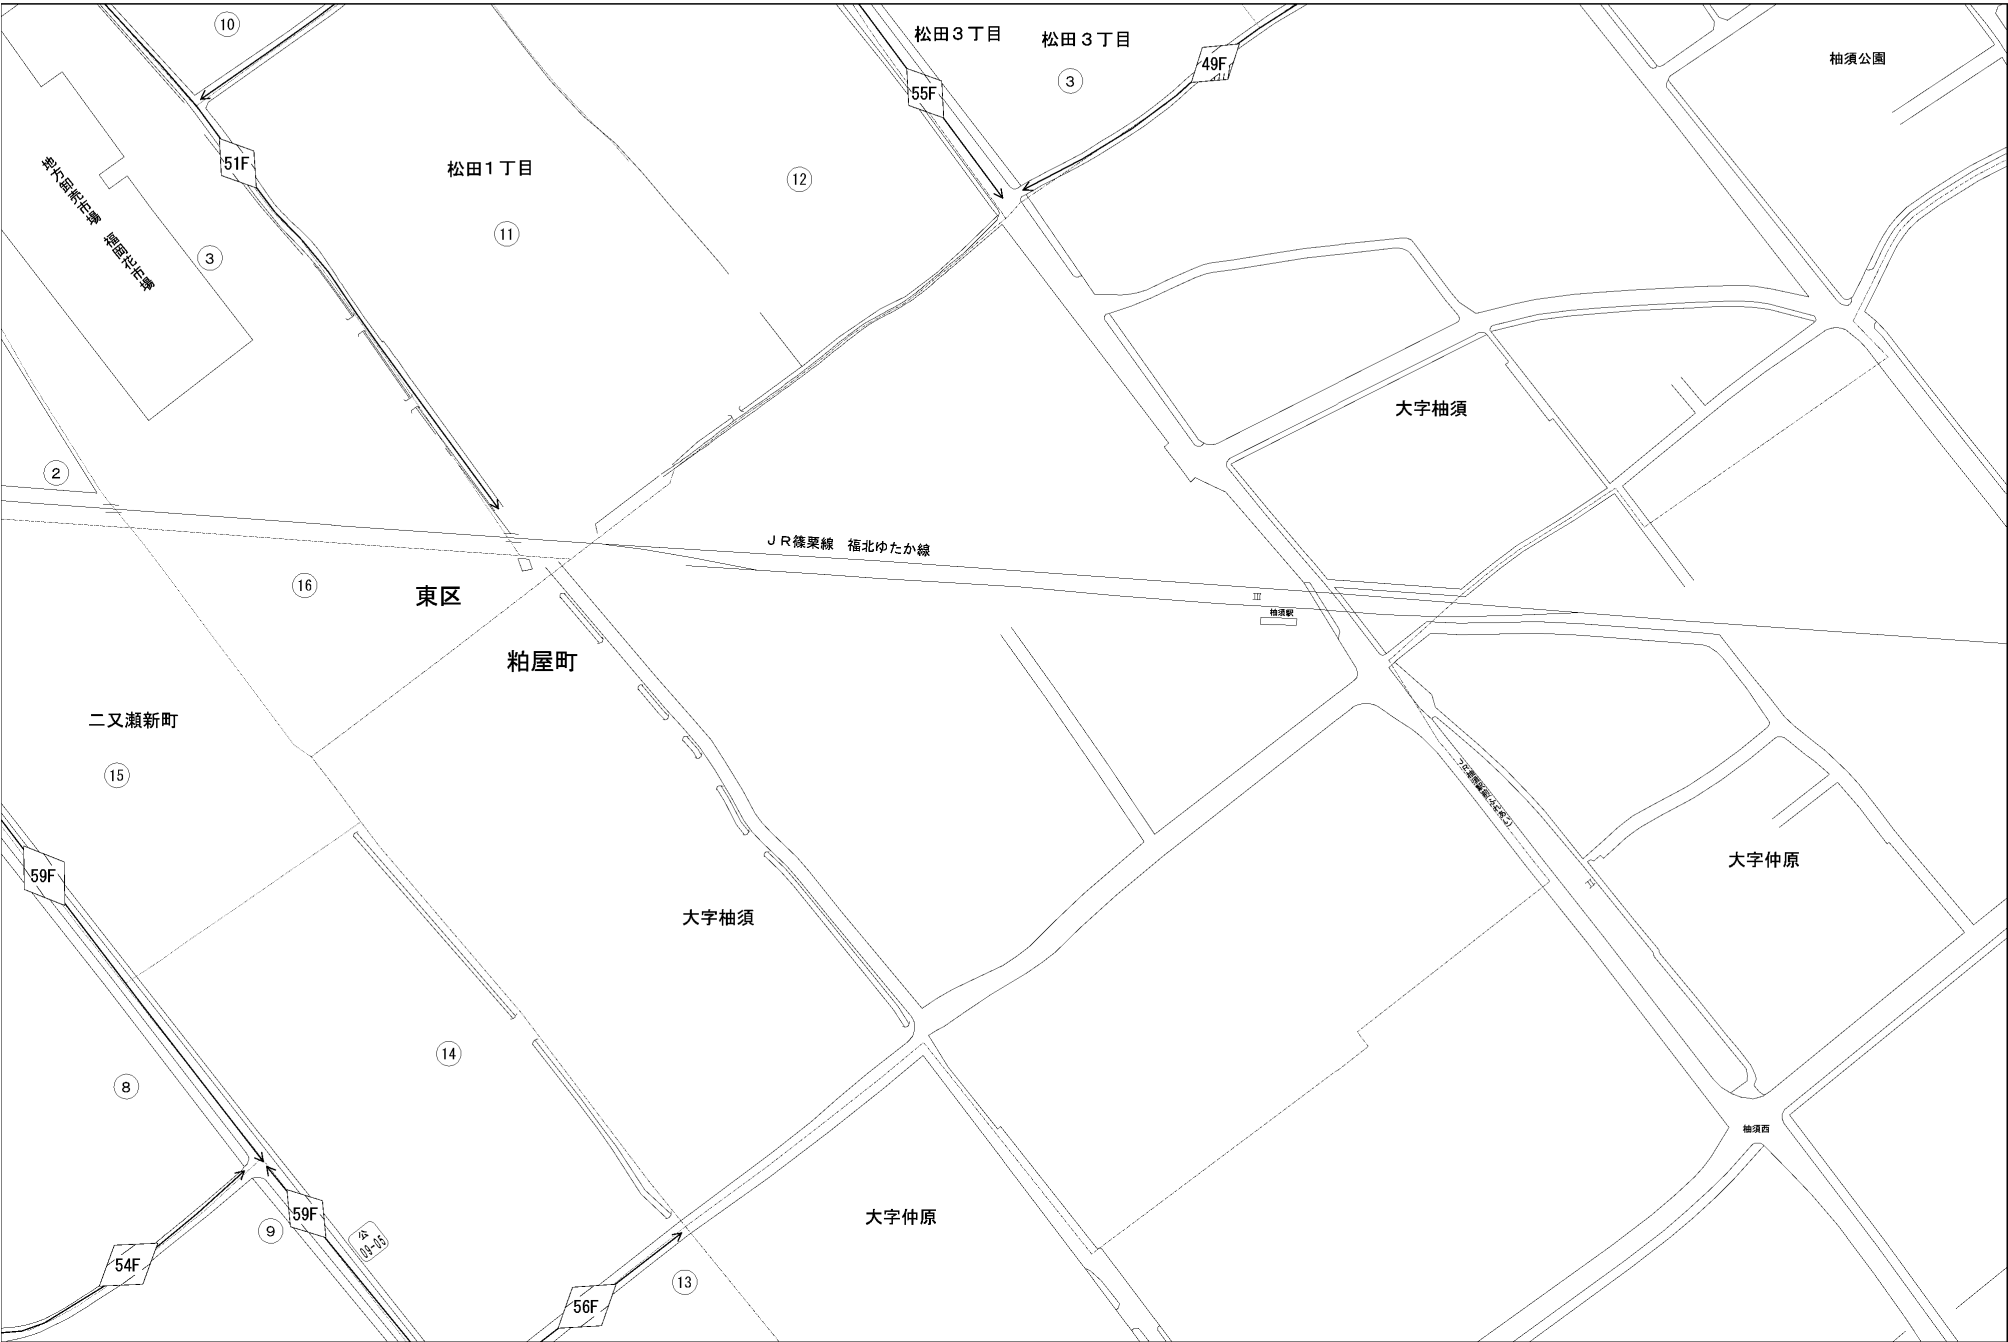 10
松田3丁目
松田3丁目
3
49F
柚須公園
55F
51F
松田1丁目
12
11
地方卸売市場 福岡花市場
3
大字柚須
2
JR篠栗線 福北ゆたか線
16
東区
柚須駅
粕屋町
二又瀬新町
15
59F
大字柚須
大字仲原
14
8
柚須西
59F
9
公
09-05
大字仲原
54F
13
56F